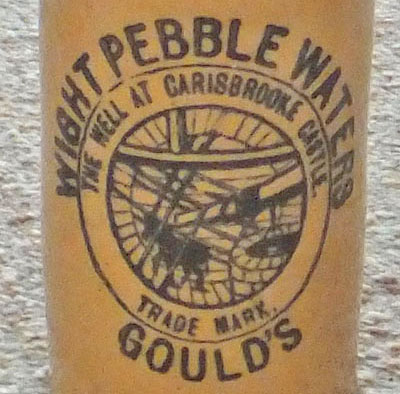 WIGHT PEBBLE WATERS
THE WELL AT CARISBROOKE CASTLE.
TRADE MARK.
GOULD'S